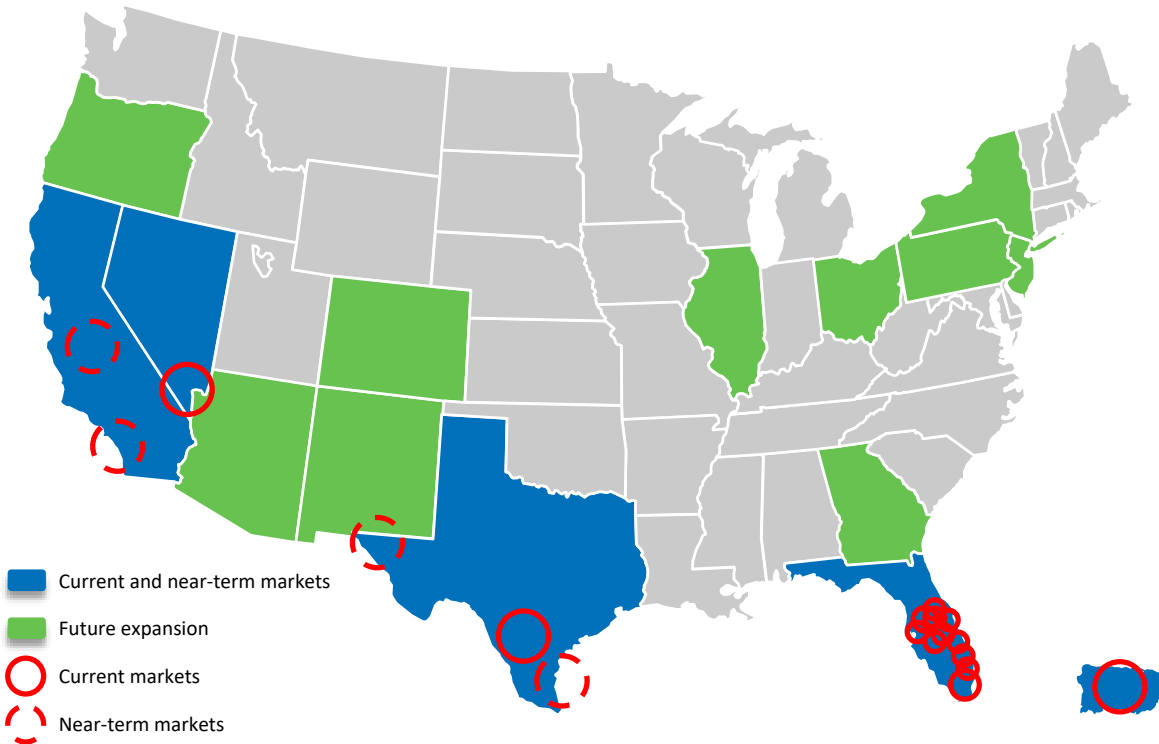 Current and near-term markets
Future expansion
Current markets
Near-term markets